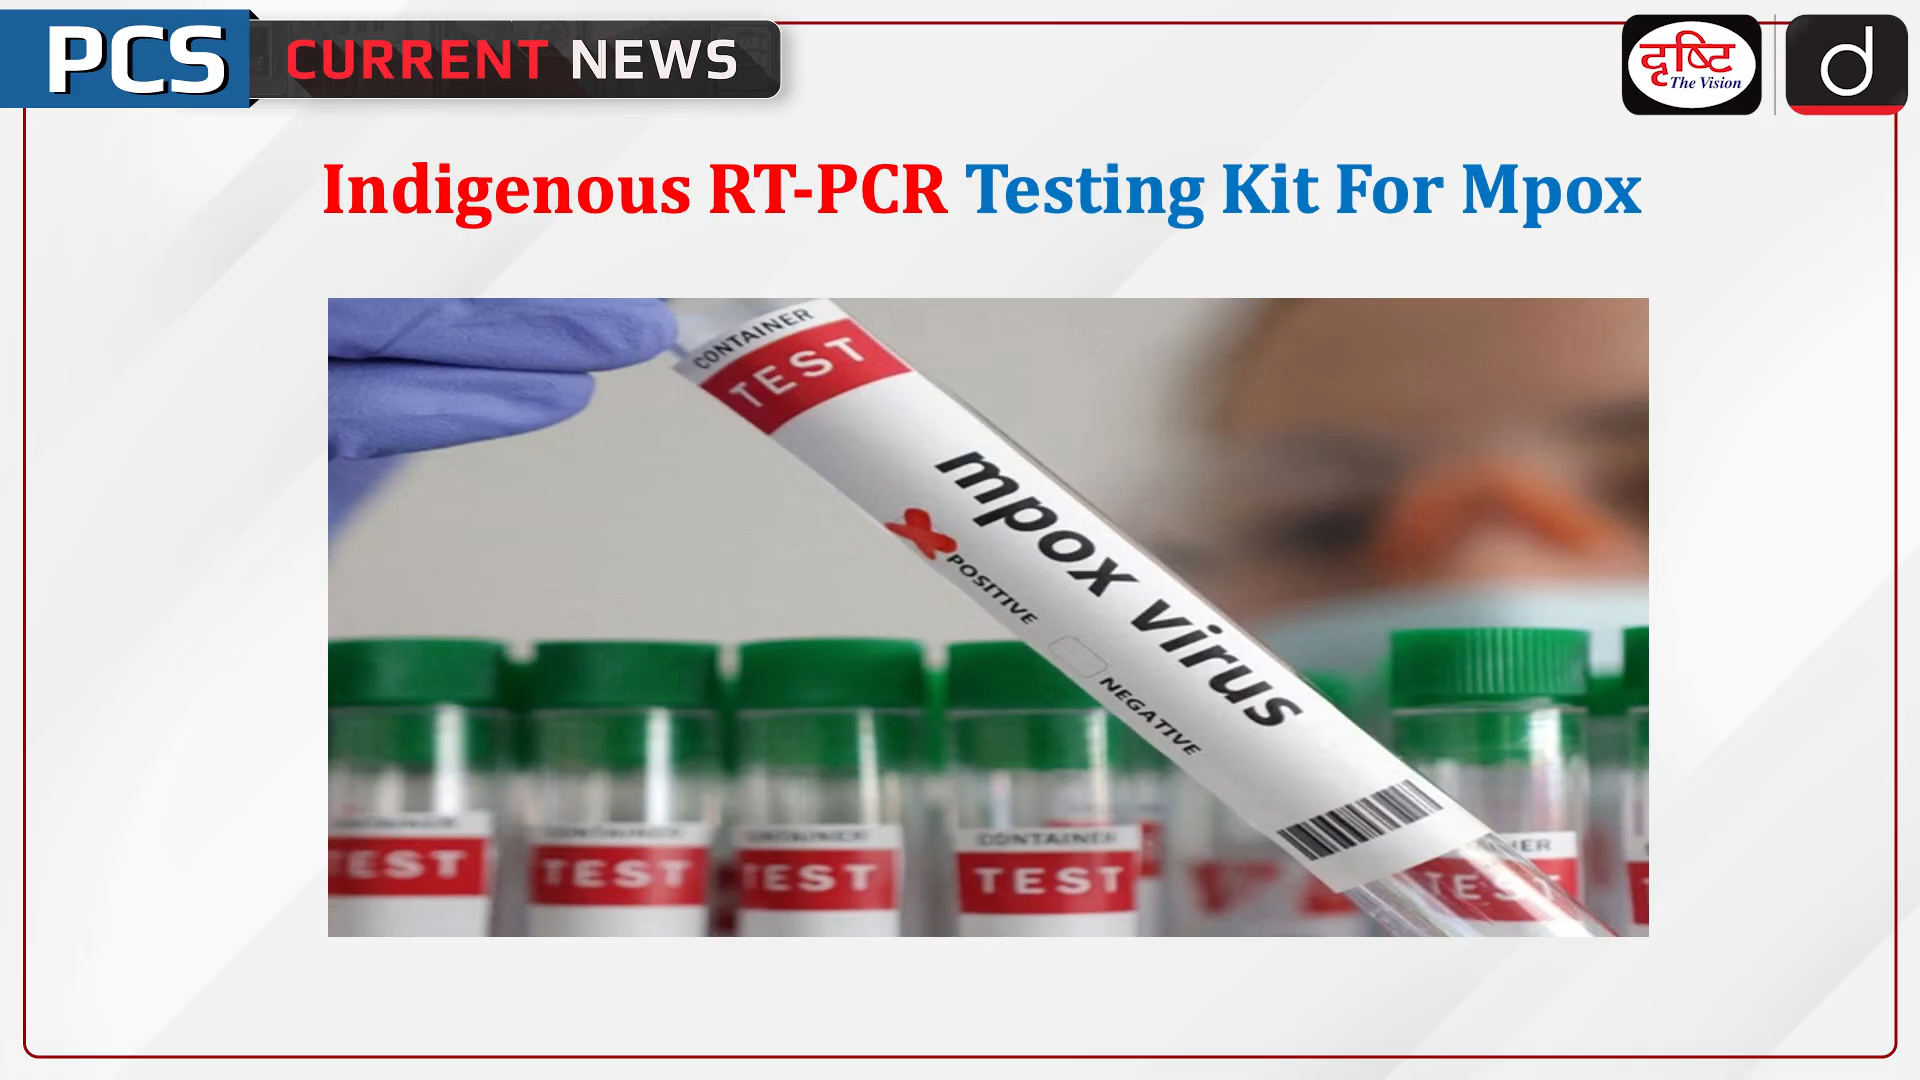 PCS CURRENT NEWS
दृष्टि
The Vision
d
Indigenous RT-PCR Testing Kit For Mpox
CONTAINER
TEST
mpox virus
POSITIVE
NEGATIVE
TEST
TEST
TEST
CONTAINER
TEST
TEST